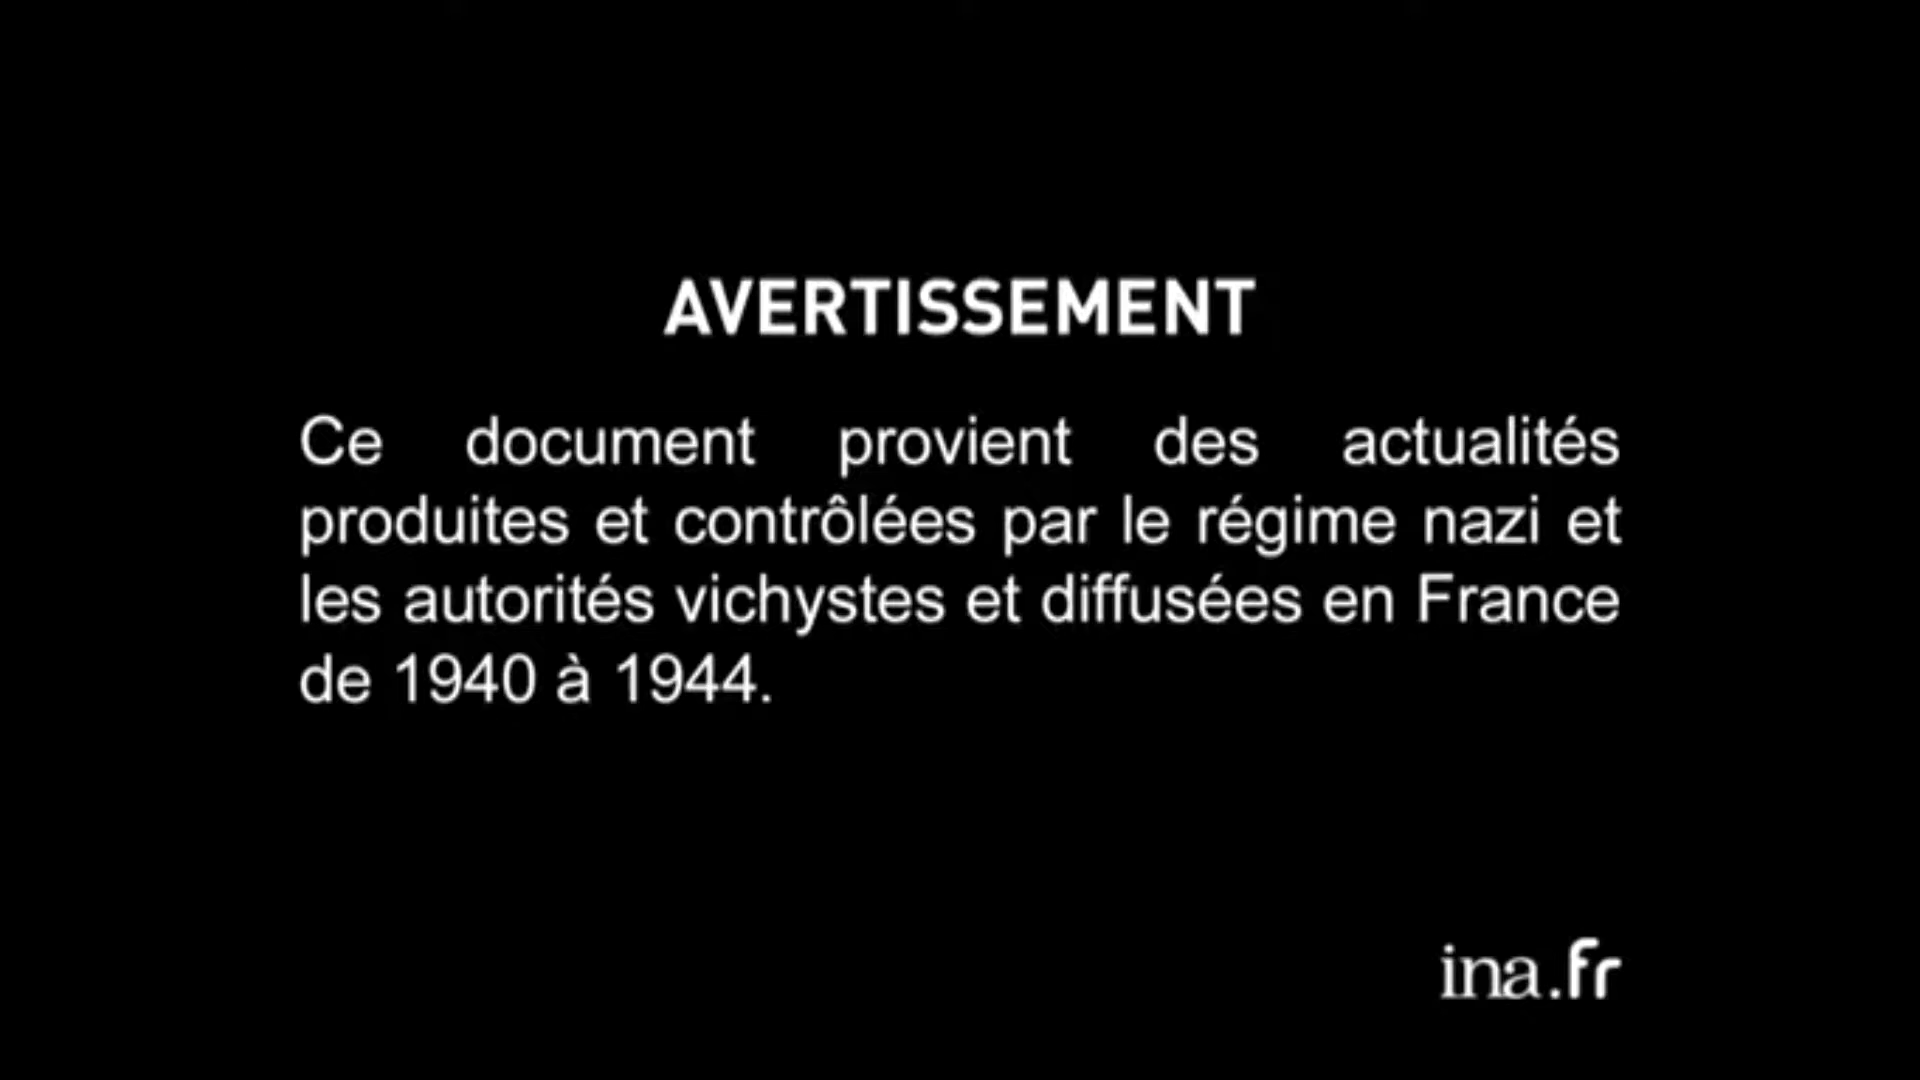 AVERTISSEMENT
Ce document provient des actualités
produites et contrôlées par le régime nazi et
les autorités vichystes et diffusées en France
de 1940 à 1944.
ina.fr